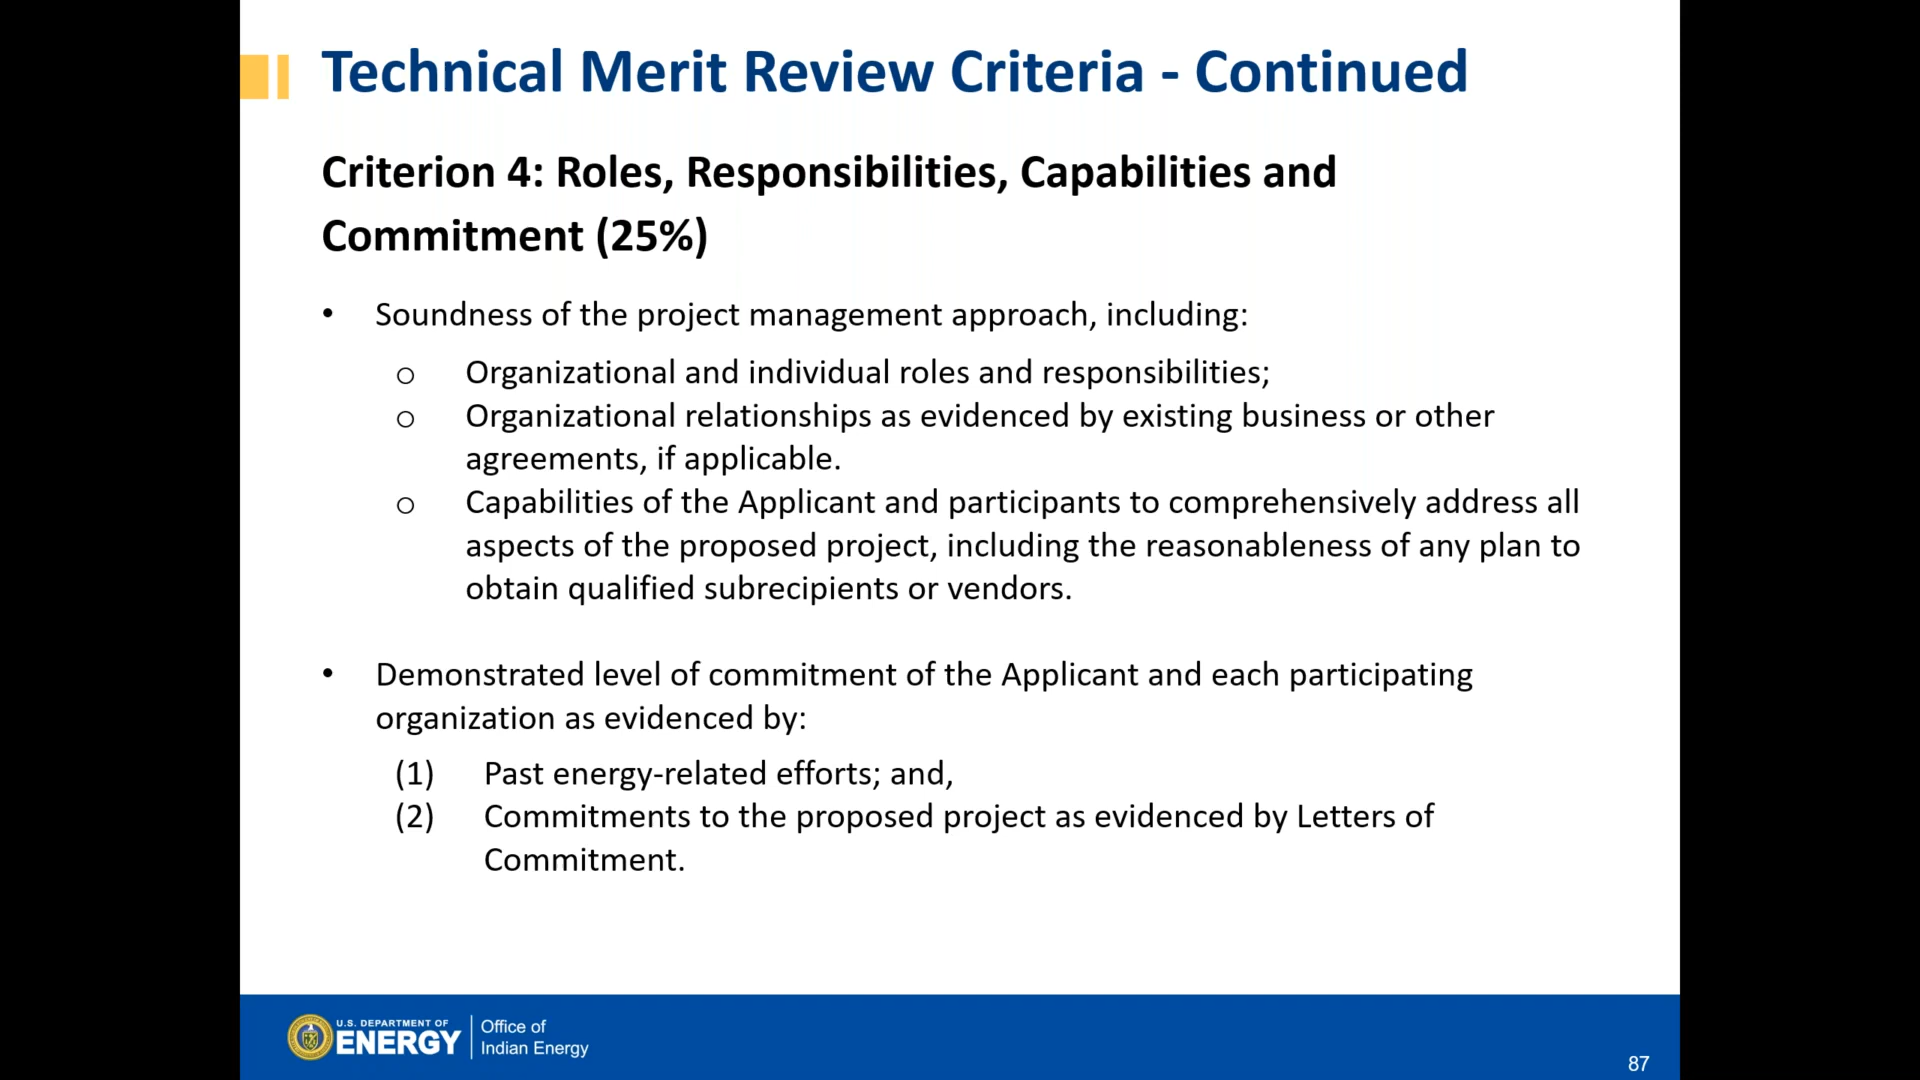 Technical Merit Review Criteria - Continued
Criterion 4: Roles, Responsibilities, Capabilities and
Commitment (25%)
• Soundness of the project management approach, including:
o Organizational and individual roles and responsibilities;
o Organizational relationships as evidenced by existing business or other
agreements, if applicable.
o Capabilities of the Applicant and participants to comprehensively address all
aspects of the proposed project, including the reasonableness of any plan to
obtain qualified subrecipients or vendors.
• Demonstrated level of commitment of the Applicant and each participating
organization as evidenced by:
(1) Past energy-related efforts; and,
(2) Commitments to the proposed project as evidenced by Letters of
Commitment.
U.S. DEPARTMENT OF
ENERGY
Office of
Indian Energy
87